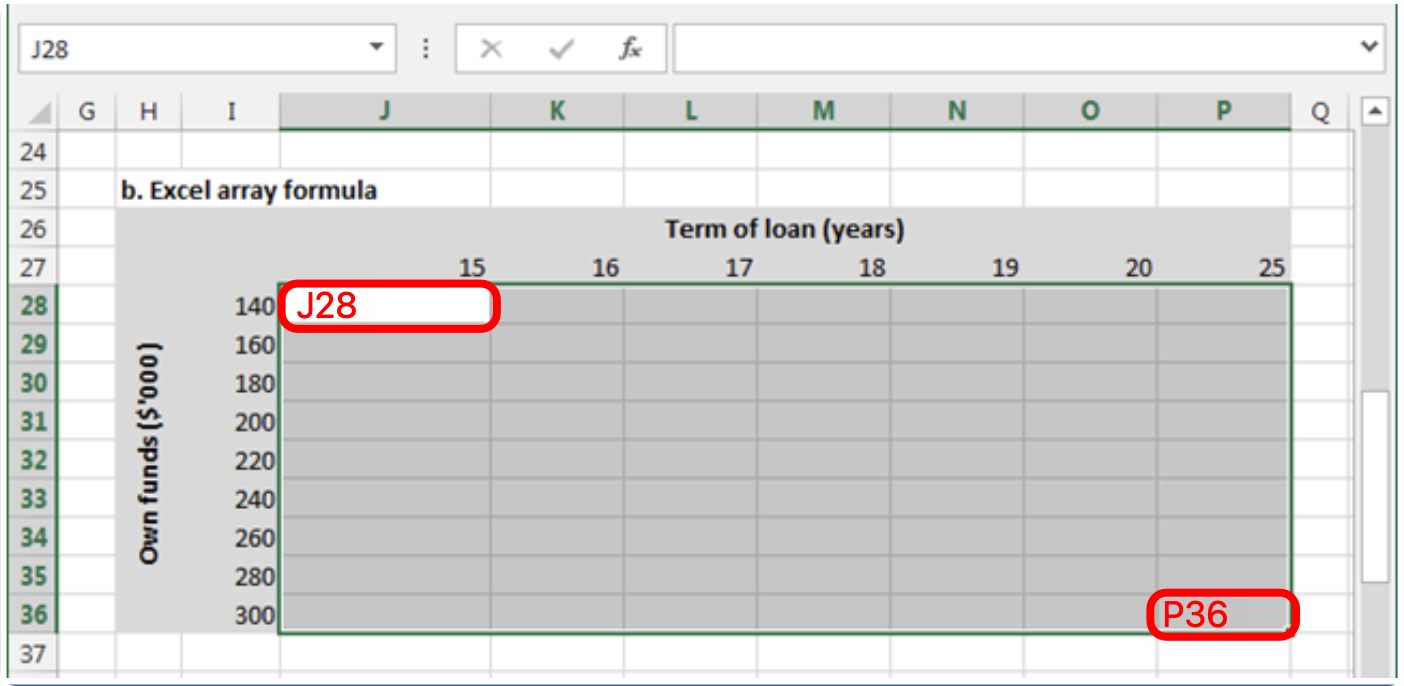 J28 fx
G H I J K L M N O P Q
24
25 b. Excel array formula
26 Term of loan (years)
27 15 16 17 18 19 20 25
28 140 J28
29 160
30 180
31 200
32 220
33 240
34 260
35 280
36 300 P36
37
Own funds ($'000)